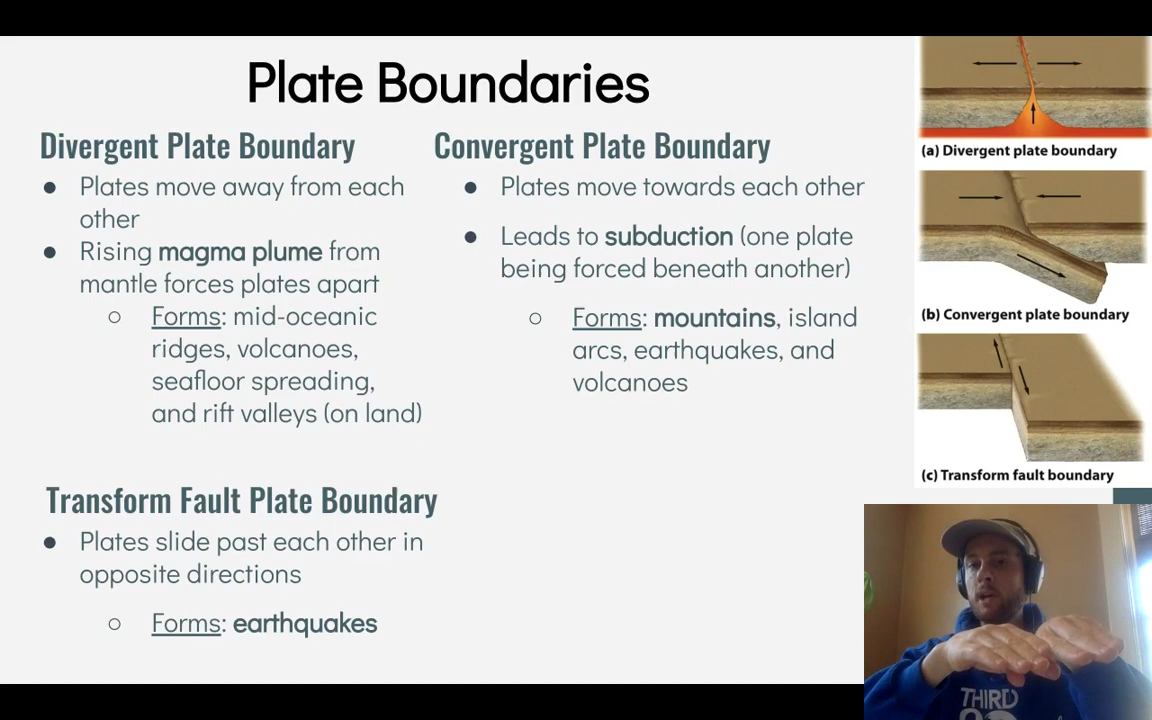 Plate Boundaries
Divergent Plate Boundary
● Plates move away from each
other
● Rising magma plume from
mantle forces plates apart
○ Forms: mid-oceanic
ridges, volcanoes,
seafloor spreading,
and rift valleys (on land)
Convergent Plate Boundary
● Plates move towards each other
● Leads to subduction (one plate
being forced beneath another)
○ Forms: mountains, island
arcs, earthquakes, and
volcanoes
Transform Fault Plate Boundary
● Plates slide past each other in
opposite directions
○ Forms: earthquakes
(a) Divergent plate boundary
(b) Convergent plate boundary
(c) Transform fault boundary
THIRD